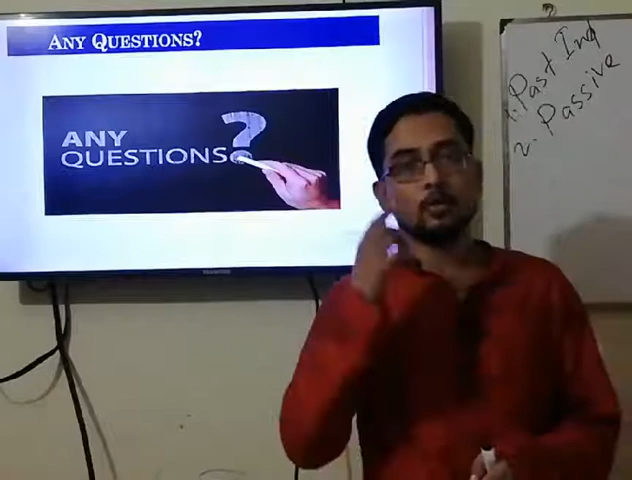 ANY QUESTIONS?
ANY
QUESTIONS?
1. Past Ind
2. Passive